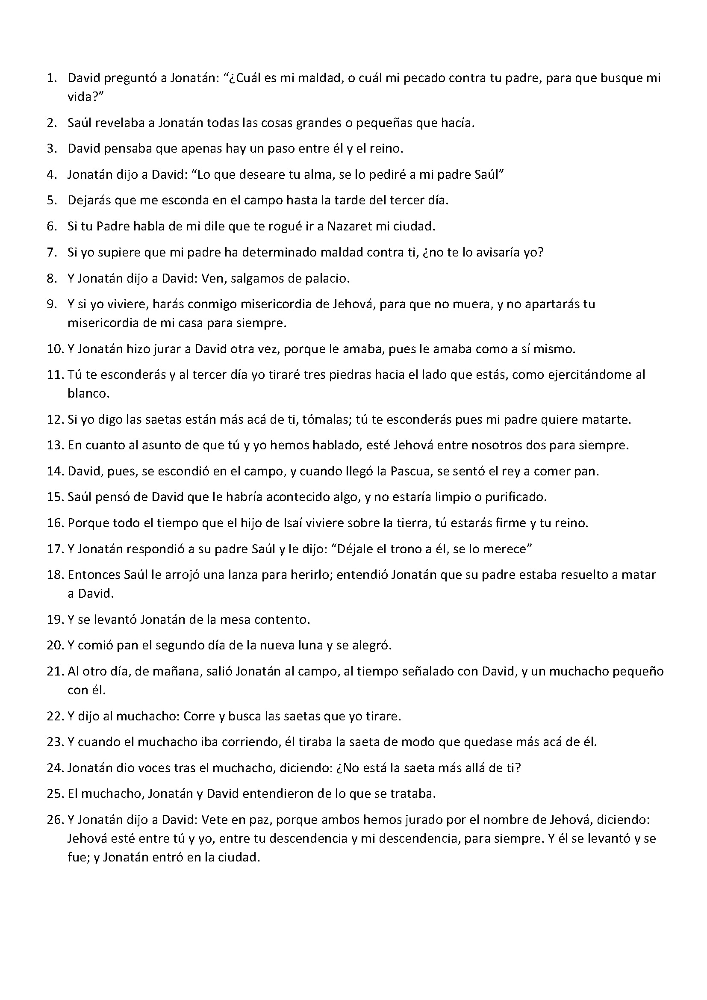 1. David preguntó a Jonatán: “¿Cuál es mi maldad, o cuál mi pecado contra tu padre, para que busque mi
vida?”
2. Saúl revelaba a Jonatán todas las cosas grandes o pequeñas que hacía.
3. David pensaba que apenas hay un paso entre él y el reino.
4. Jonatán dijo a David: “Lo que deseare tu alma, se lo pediré a mi padre Saúl”
5. Dejarás que me esconda en el campo hasta la tarde del tercer día.
6. Si tu Padre habla de mi dile que te rogué ir a Nazaret mi ciudad.
7. Si yo supiere que mi padre ha determinado maldad contra ti, ¿no te lo avisaría yo?
8. Y Jonatán dijo a David: Ven, salgamos de palacio.
9. Y si yo viviere, harás conmigo misericordia de Jehová, para que no muera, y no apartarás tu
misericordia de mi casa para siempre.
10. Y Jonatán hizo jurar a David otra vez, porque le amaba, pues le amaba como a sí mismo.
11. Tú te esconderás y al tercer día yo tiraré tres piedras hacia el lado que estás, como ejercitándome al
blanco.
12. Si yo digo las saetas están más acá de ti, tómalas; tú te esconderás pues mi padre quiere matarte.
13. En cuanto al asunto de que tú y yo hemos hablado, esté Jehová entre nosotros dos para siempre.
14. David, pues, se escondió en el campo, y cuando llegó la Pascua, se sentó el rey a comer pan.
15. Saúl pensó de David que le habría acontecido algo, y no estaría limpio o purificado.
16. Porque todo el tiempo que el hijo de Isaí viviere sobre la tierra, tú estarás firme y tu reino.
17. Y Jonatán respondió a su padre Saúl y le dijo: “Déjale el trono a él, se lo merece”
18. Entonces Saúl le arrojó una lanza para herirlo; entendió Jonatán que su padre estaba resuelto a matar
a David.
19. Y se levantó Jonatán de la mesa contento.
20. Y comió pan el segundo día de la nueva luna y se alegró.
21. Al otro día, de mañana, salió Jonatán al campo, al tiempo señalado con David, y un muchacho pequeño
con él.
22. Y dijo al muchacho: Corre y busca las saetas que yo tirare.
23. Y cuando el muchacho iba corriendo, él tiraba la saeta de modo que quedase más acá de él.
24. Jonatán dio voces tras el muchacho, diciendo: ¿No está la saeta más allá de ti?
25. El muchacho, Jonatán y David entendieron de lo que se trataba.
26. Y Jonatán dijo a David: Vete en paz, porque ambos hemos jurado por el nombre de Jehová, diciendo:
Jehová esté entre tú y yo, entre tu descendencia y mi descendencia, para siempre. Y él se levantó y se
fue; y Jonatán entró en la ciudad.